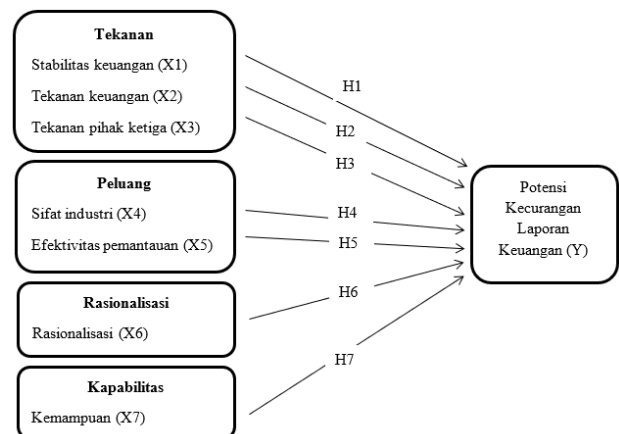 Tekanan
Stabilitas keuangan (X1)
Tekanan keuangan (X2)
Tekanan pihak ketiga (X3)
Peluang
Sifat industri (X4)
Efektivitas pemantauan (X5)
Rasionalisasi
Rasionalisasi (X6)
Kapabilitas
Kemampuan (X7)
H1
H2
H3
H4
H5
H6
H7
Potensi
Kecurangan
Laporan
Keuangan (Y)